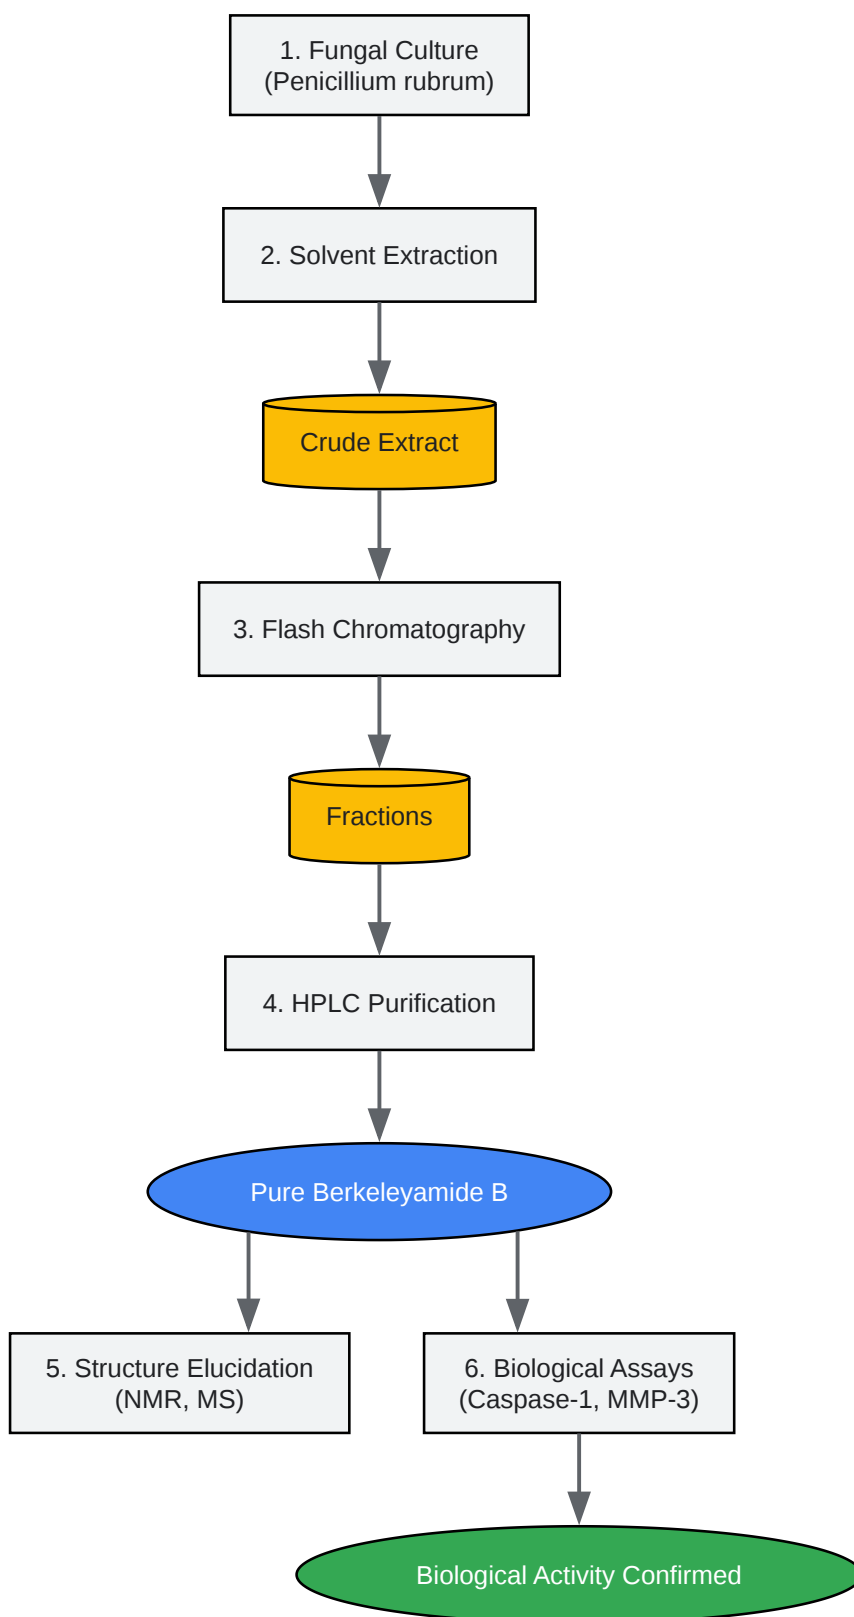 1. Fungal Culture
(Penicillium rubrum)
2. Solvent Extraction
Crude Extract
3. Flash Chromatography
Fractions
4. HPLC Purification
Pure Berkeleyamide B
5. Structure Elucidation
(NMR, MS)
6. Biological Assays
(Caspase-1, MMP-3)
Biological Activity Confirmed